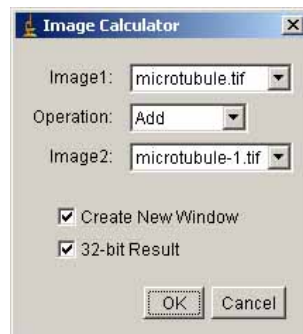 Image Calculator
Image1: microtubule.tif
Operation: Add
Image2: microtubule-1.tif
Create New Window
32-bit Result
OK Cancel